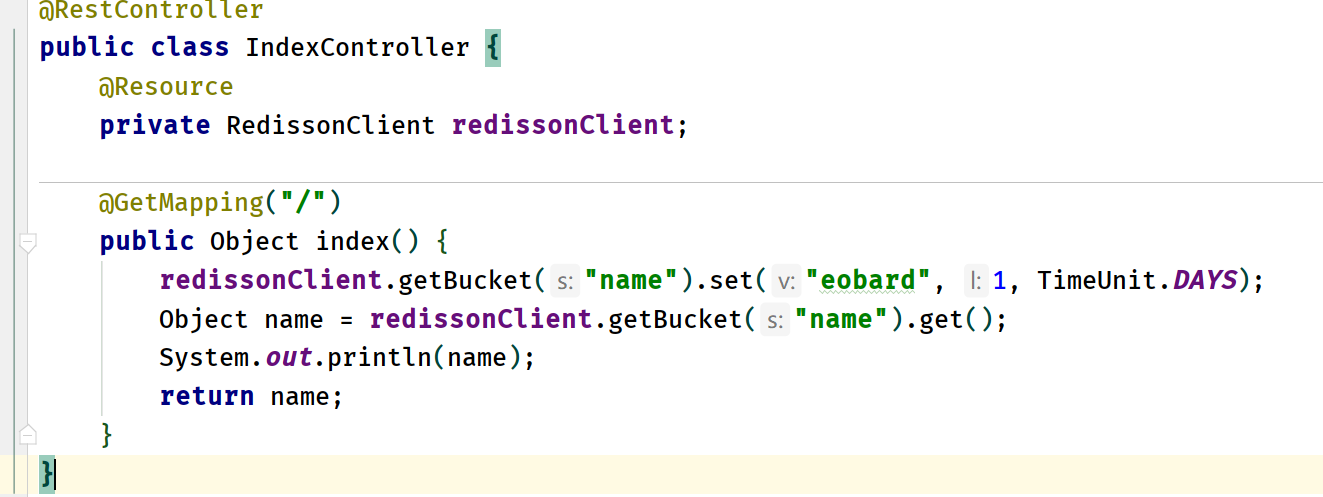 @RestController
public class IndexController {
@Resource
private RedissonClient redissonClient;
@GetMapping("/")
public Object index() {
redissonClient.getBucket( s: "name").set( v: "eobard", l: 1, TimeUnit.DAYS);
Object name = redissonClient.getBucket( s: "name").get();
System.out.println(name);
return name;
}
}